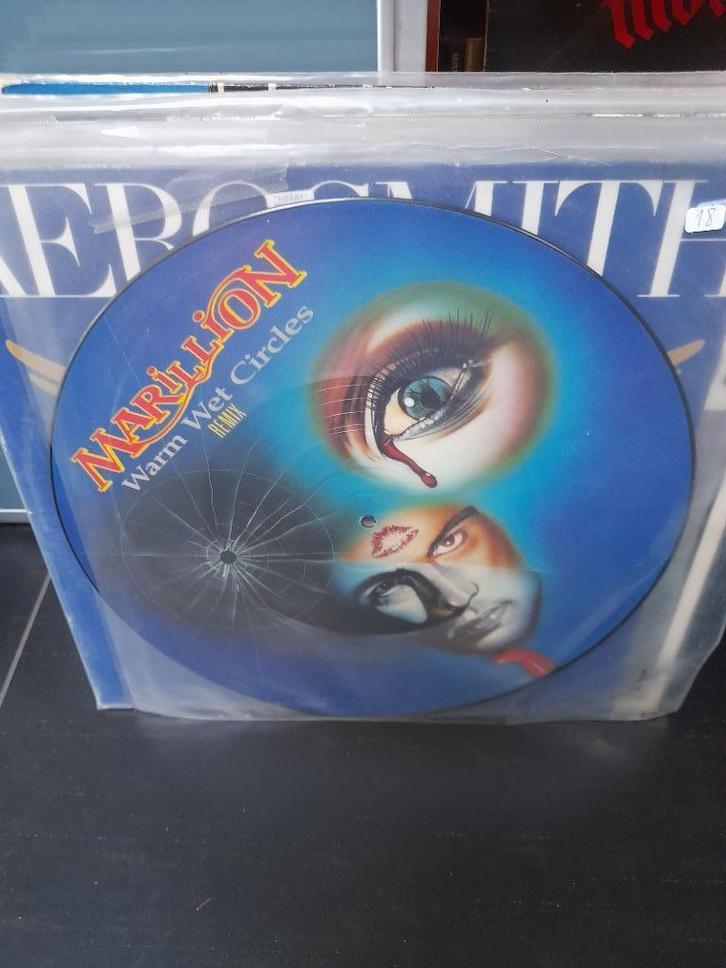 AEROSMITH
18
MARiLLiON
Warm Wet Circles
REMIX